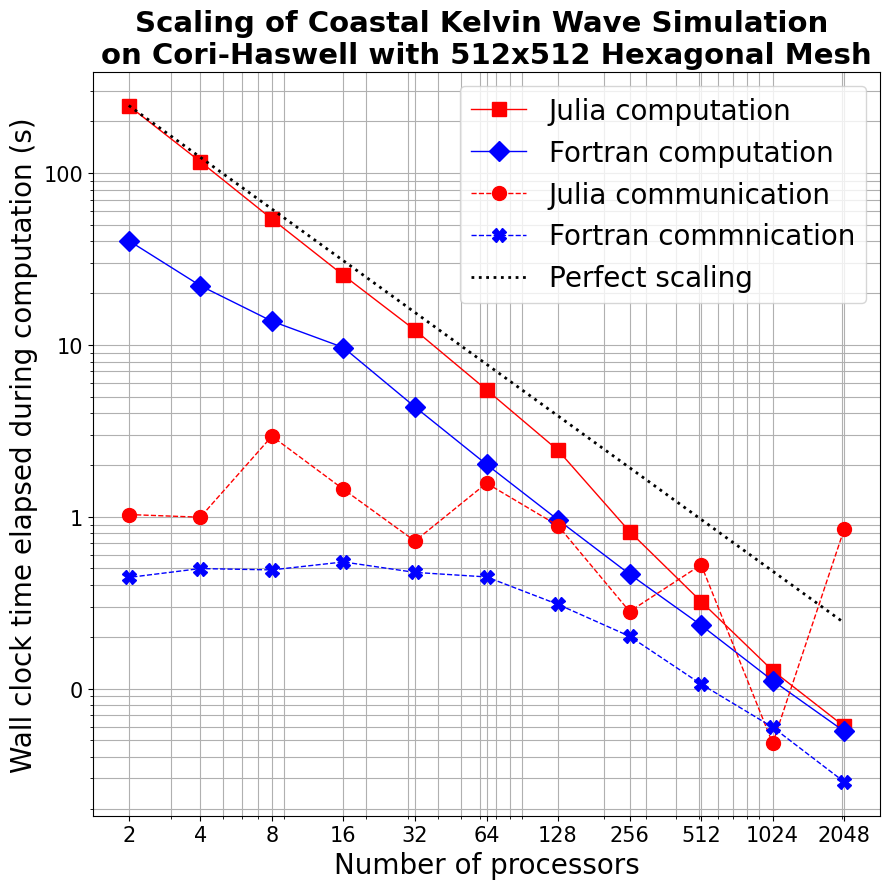 Scaling of Coastal Kelvin Wave Simulation
on Cori-Haswell with 512x512 Hexagonal Mesh
Julia computation
Fortran computation
Julia communication
Fortran commnication
Perfect scaling
Wall clock time elapsed during computation (s)
100
10
1
0
2 4 8 16 32 64 128 256 512 1024 2048
Number of processors